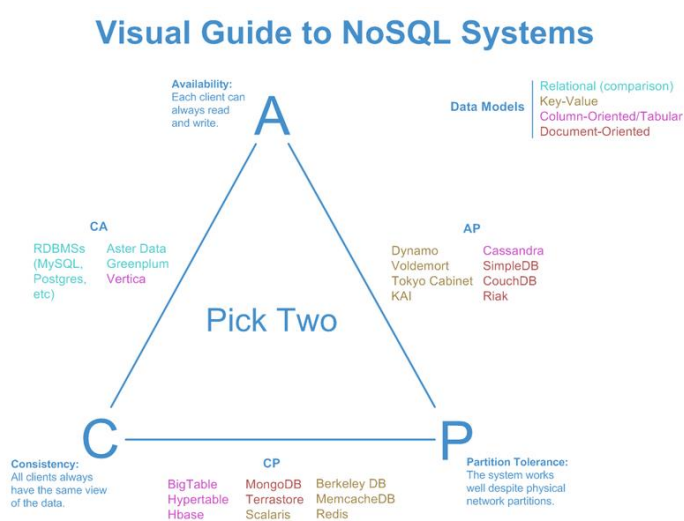 Visual Guide to NoSQL Systems
Availability:
Each client can
always read
and write.
A
Data Models
Relational (comparison)
Key-Value
Column-Oriented/Tabular
Document-Oriented
CA
RDBMSs
(MySQL,
Postgres,
etc)
Aster Data
Greenplum
Vertica
AP
Dynamo
Voldemort
Tokyo Cabinet
KAI
Cassandra
SimpleDB
CouchDB
Riak
Pick Two
C
P
Consistency:
All clients always
have the same view
of the data.
CP
BigTable
Hypertable
Hbase
MongoDB
Terrastore
Scalaris
Berkeley DB
MemcacheDB
Redis
Partition Tolerance:
The system works
well despite physical
network partitions.